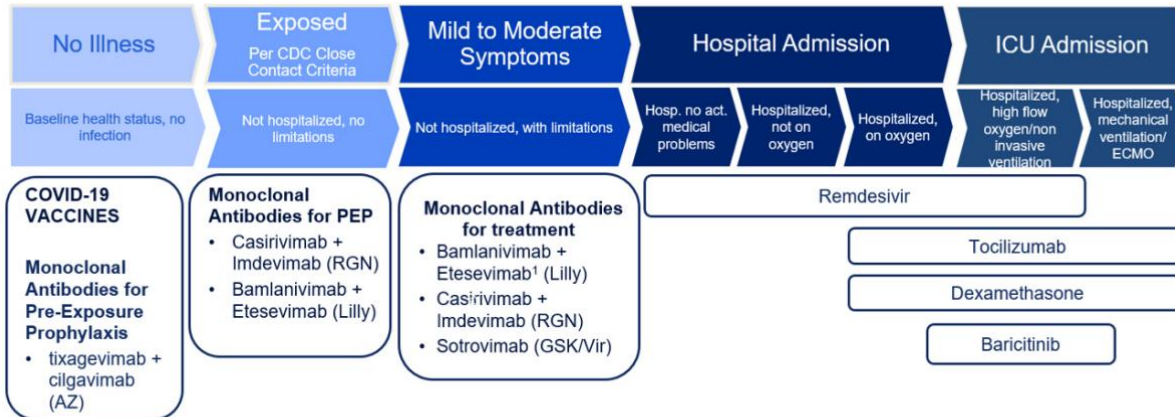 No Illness
Exposed
Per CDC Close
Contact Criteria
Mild to Moderate
Symptoms
Hospital Admission
ICU Admission
Baseline health status, no
infection
Not hospitalized, no
limitations
Not hospitalized, with limitations
Hosp. no act.
medical
problems
Hospitalized,
not on
oxygen
Hospitalized,
on oxygen
Hospitalized,
high flow
oxygen/non
invasive
ventilation
Hospitalized,
mechanical
ventilation/
ECMO
COVID-19
VACCINES
Monoclonal
Antibodies for
Pre-Exposure
Prophylaxis
• tixagevimab +
cilgavimab
(AZ)
Monoclonal
Antibodies for PEP
• Casirivimab +
Imdevimab (RGN)
• Bamlanivimab +
Etesevimab (Lilly)
Monoclonal Antibodies
for treatment
• Bamlanivimab +
Etesevimab¹ (Lilly)
• Casirivimab +
Imdevimab (RGN)
• Sotrovimab (GSK/Vir)
Remdesivir
Tocilizumab
Dexamethasone
Baricitinib